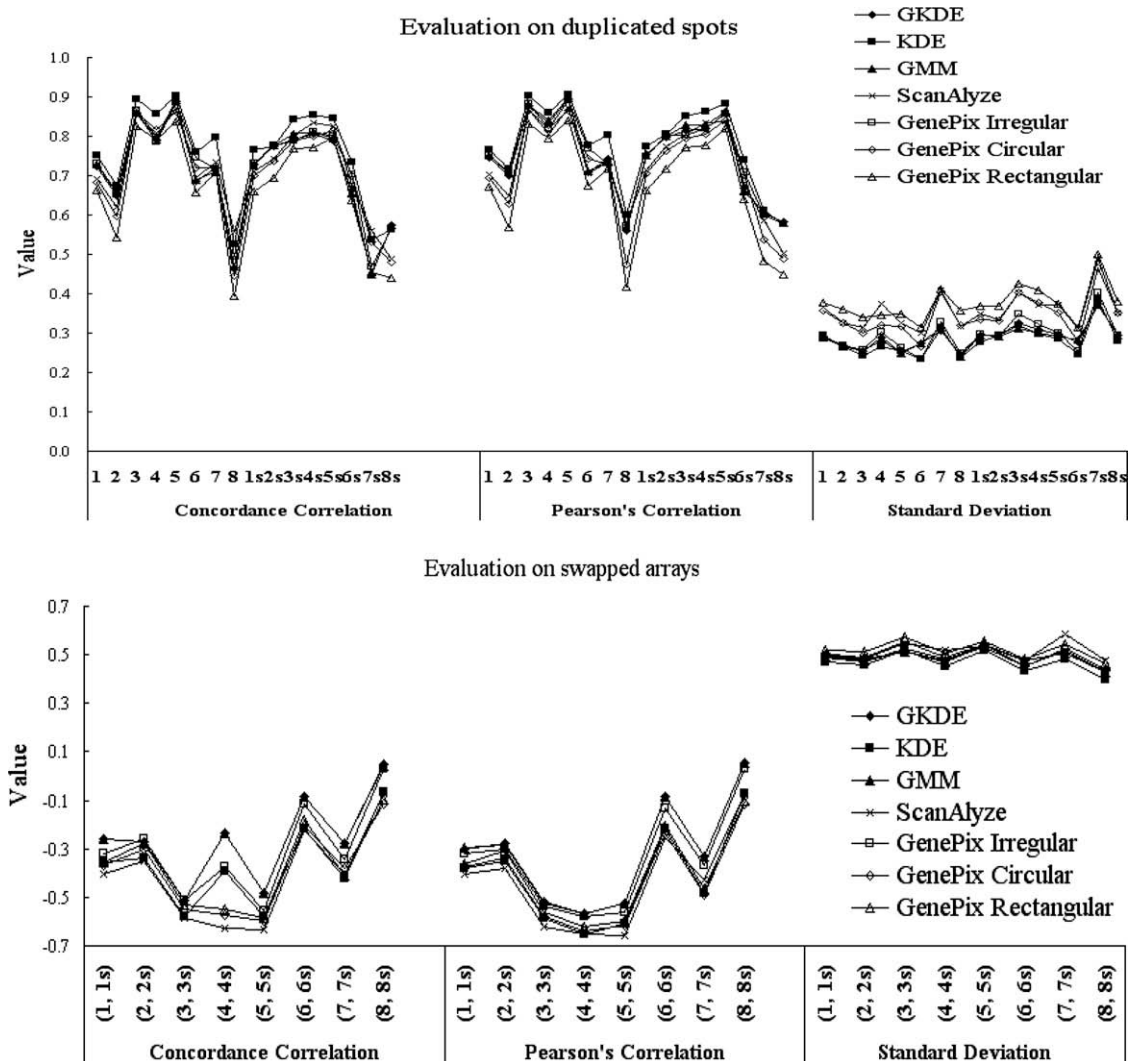 Evaluation on duplicated spots
GKDE
KDE
GMM
ScanAlyze
GenePix Irregular
GenePix Circular
GenePix Rectangular
1.0
0.9
0.8
0.7
0.6
0.5
0.4
0.3
0.2
0.1
0.0
Value
1 2 3 4 5 6 7 8 1s2s3s4s5s6s7s8s
1 2 3 4 5 6 7 8 1s2s3s4s5s6s7s8s
1 2 3 4 5 6 7 8 1s2s3s4s5s6s7s8s
Concordance Correlation
Pearson's Correlation
Standard Deviation
Evaluation on swapped arrays
0.7
0.5
0.3
0.1
-0.1
-0.3
-0.5
-0.7
Value
GKDE
KDE
GMM
ScanAlyze
GenePix Irregular
GenePix Circular
GenePix Rectangular
(1, 1s)
(2, 2s)
(3, 3s)
(4, 4s)
(5, 5s)
(6, 6s)
(7, 7s)
(8, 8s)
(1, 1s)
(2, 2s)
(3, 3s)
(4, 4s)
(5, 5s)
(6, 6s)
(7, 7s)
(8, 8s)
(1, 1s)
(2, 2s)
(3, 3s)
(4, 4s)
(5, 5s)
(6, 6s)
(7, 7s)
(8, 8s)
Concordance Correlation
Pearson's Correlation
Standard Deviation